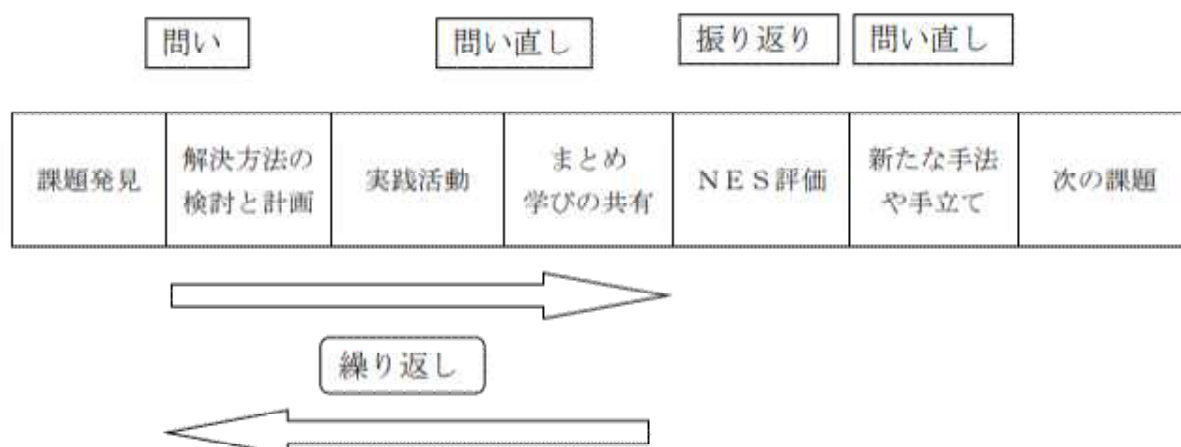 問い
問い直し
振り返り
問い直し
課題発見
解決方法の
検討と計画
実践活動
まとめ
学びの共有
ＮＥＳ評価
新たな手法
や手立て
次の課題
繰り返し